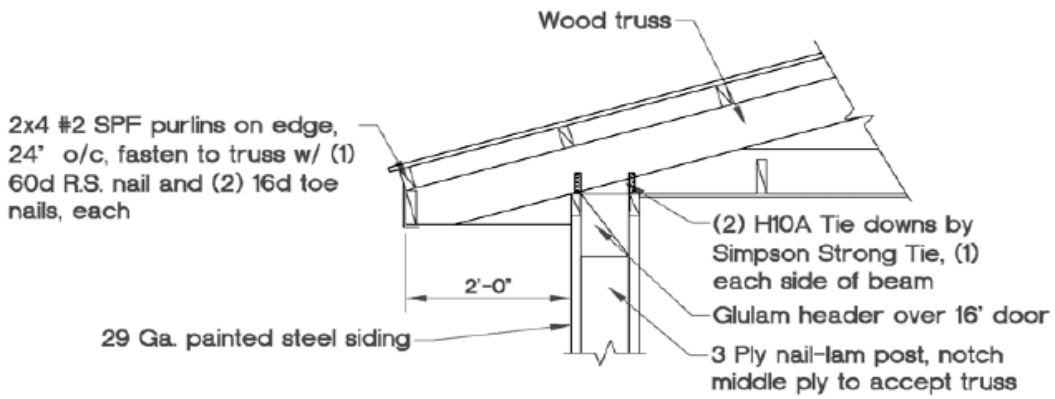 Wood truss
2x4 #2 SPF purlins on edge,
24" o/c, fasten to truss w/ (1)
60d R.S. nail and (2) 16d toe
nails, each
(2) H10A Tie downs by
Simpson Strong Tie, (1)
each side of beam
2'-0"
Glulam header over 16' door
29 Ga. painted steel siding
3 Ply nail-lam post, notch
middle ply to accept truss